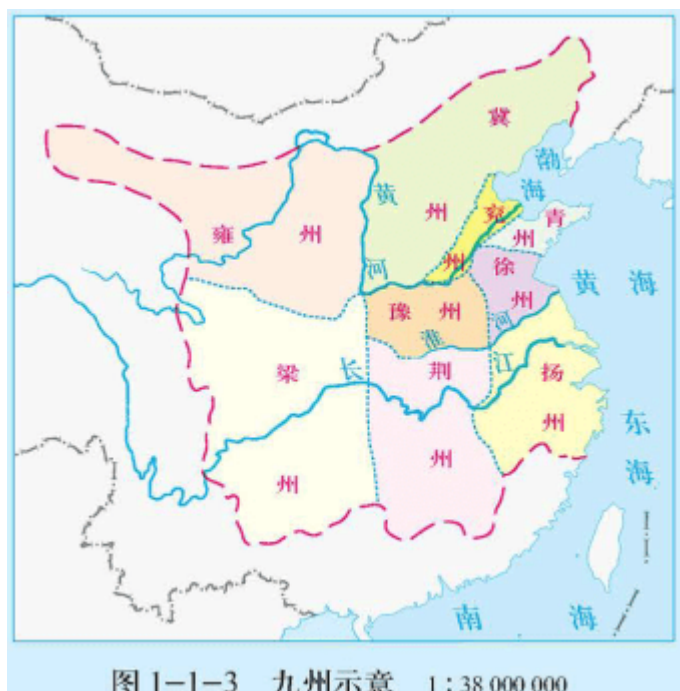 冀州
渤海
兖州
青州
黄河
雍州
徐州
黄海
豫州
淮河
梁州
长江
荆州
扬州
东海
南海
图 1-1-3 九州示意 1:38 000 000